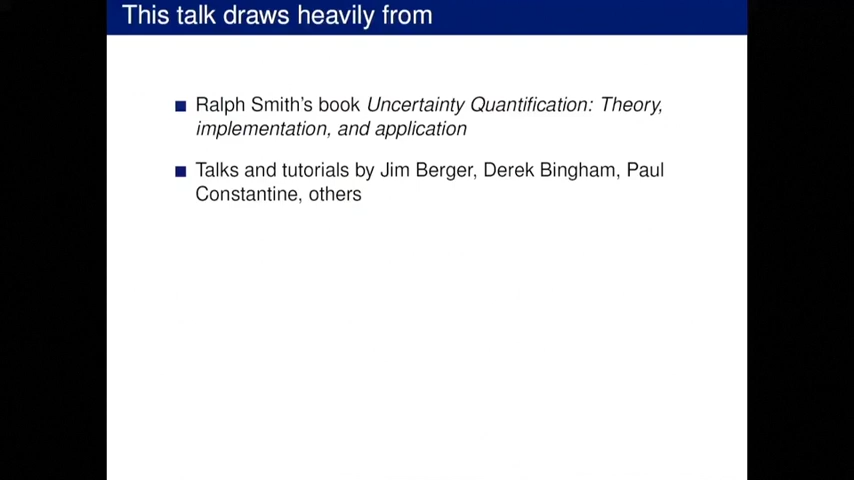 This talk draws heavily from
Ralph Smith's book Uncertainty Quantification: Theory,
implementation, and application
Talks and tutorials by Jim Berger, Derek Bingham, Paul
Constantine, others